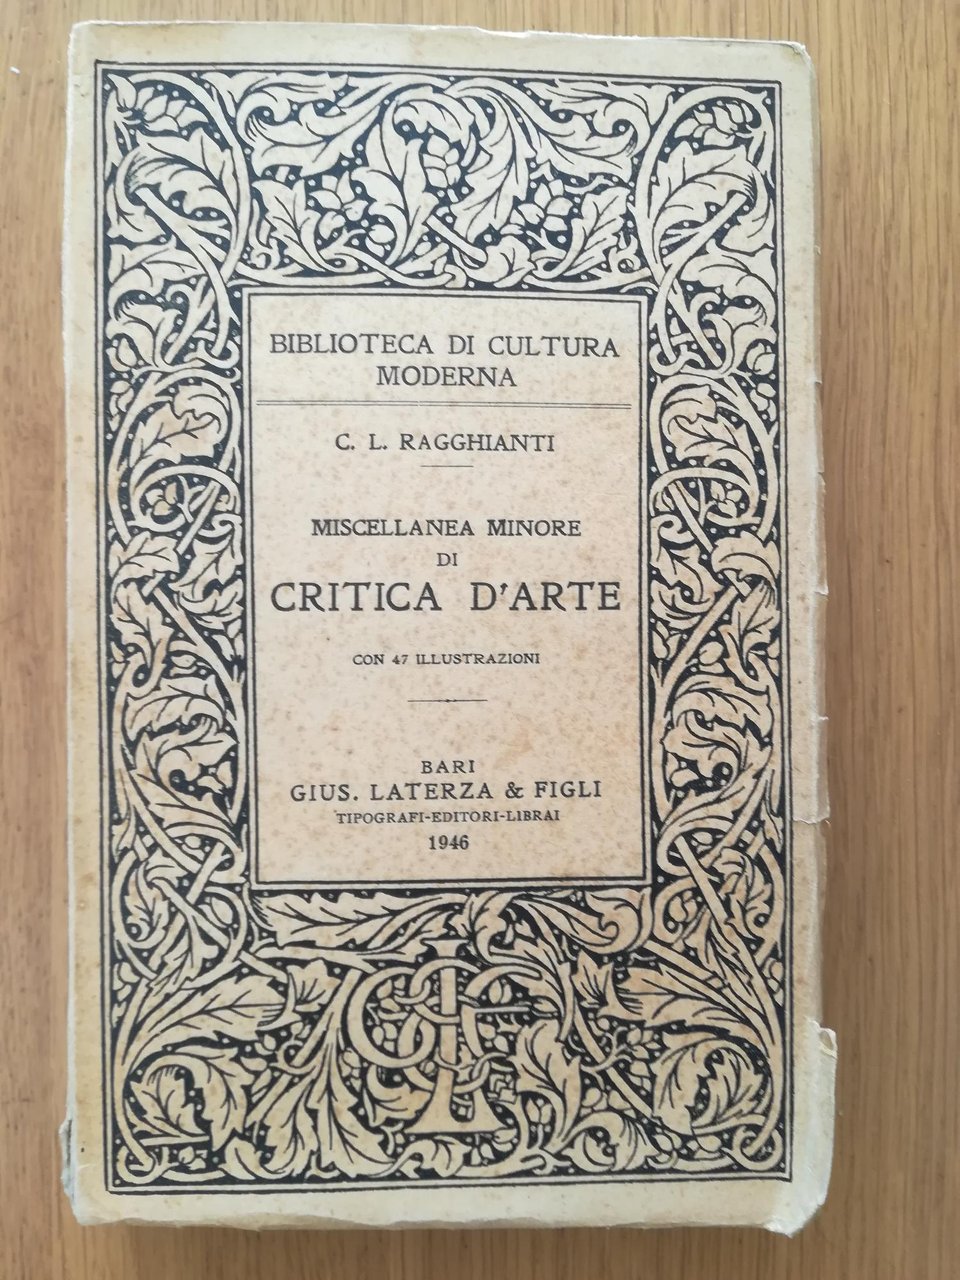 BIBLIOTECA DI CULTURA
MODERNA
C. L. RAGGHIANTI
MISCELLANEA MINORE
DI
CRITICA D'ARTE
CON 47 ILLUSTRAZIONI
BARI
GIUS. LATERZA & FIGLI
TIPOGRAFI-EDITORI-LIBRAI
1946